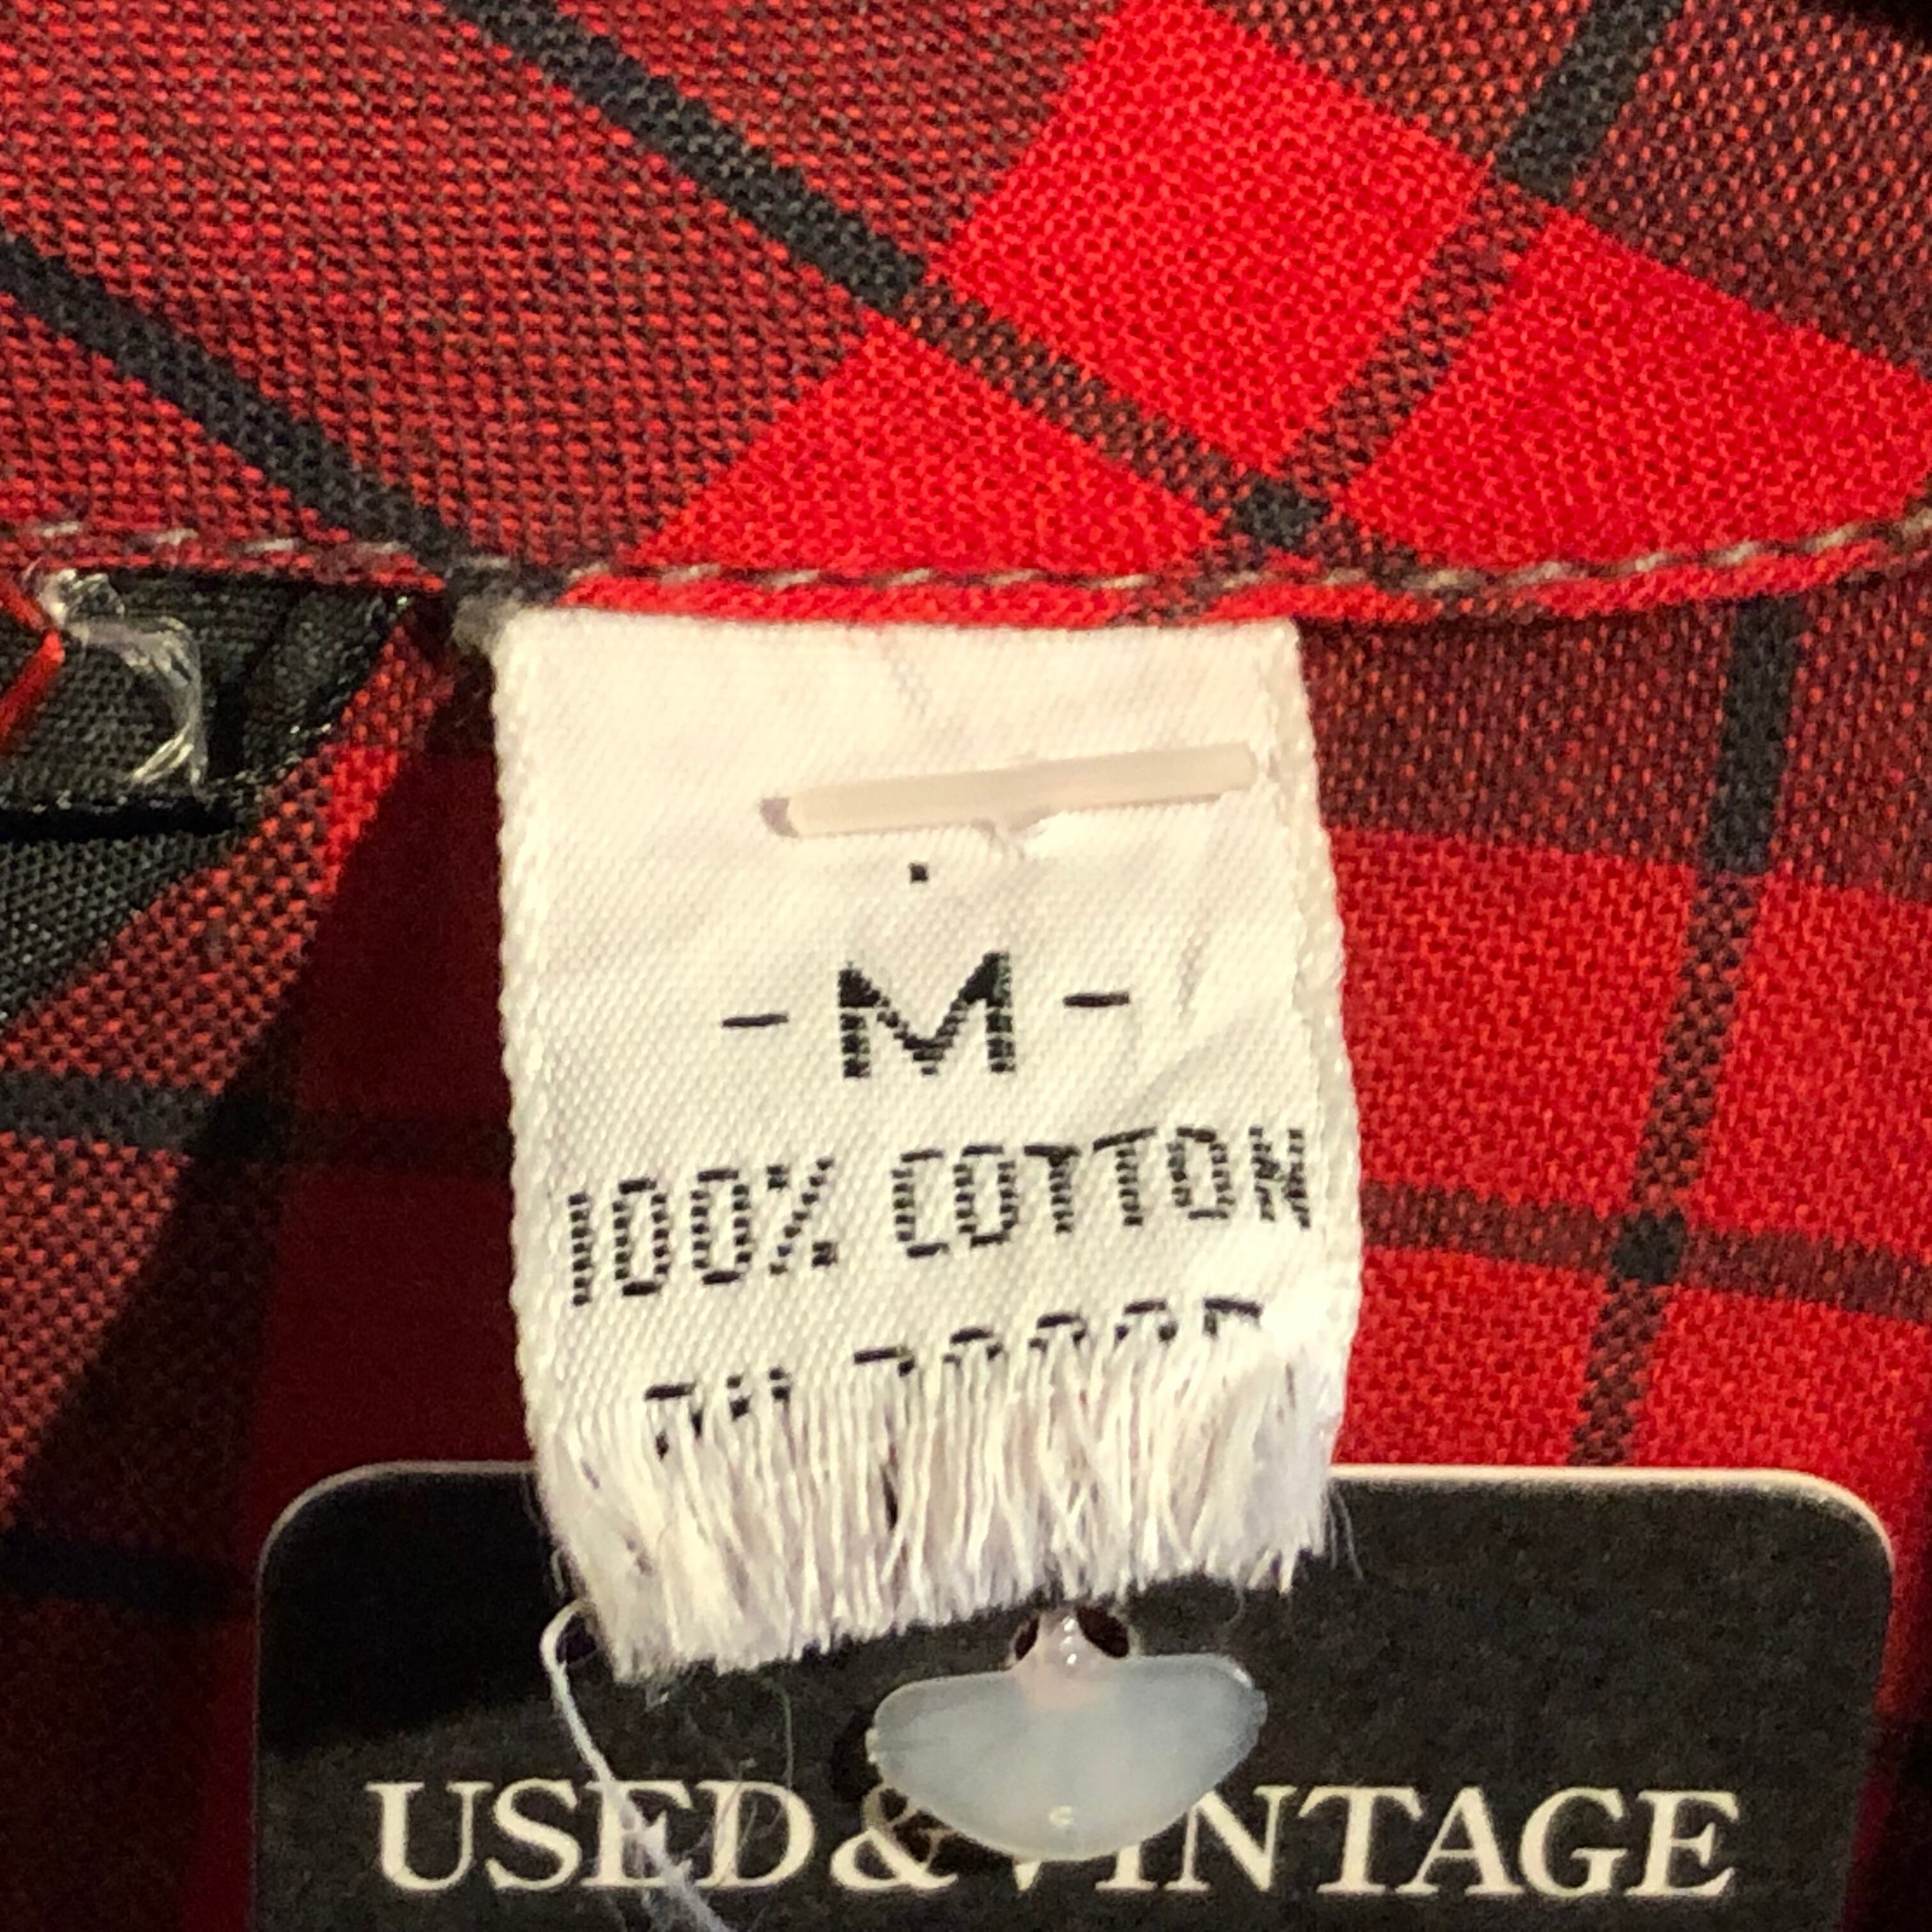 -M-
100% COTTON
USED & VINTAGE